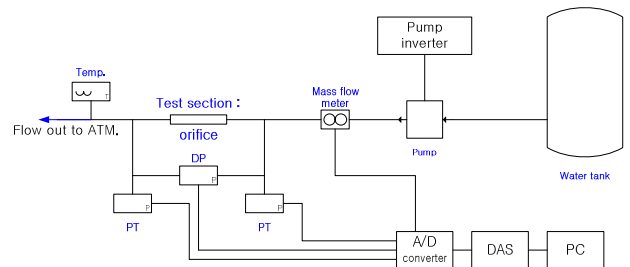 Pump
inverter
Temp.
T
Test section :
orifice
Mass flow
meter
Flow out to ATM.
Pump
Water tank
DP
P
P
P
PT
PT
A/D
converter
DAS
PC